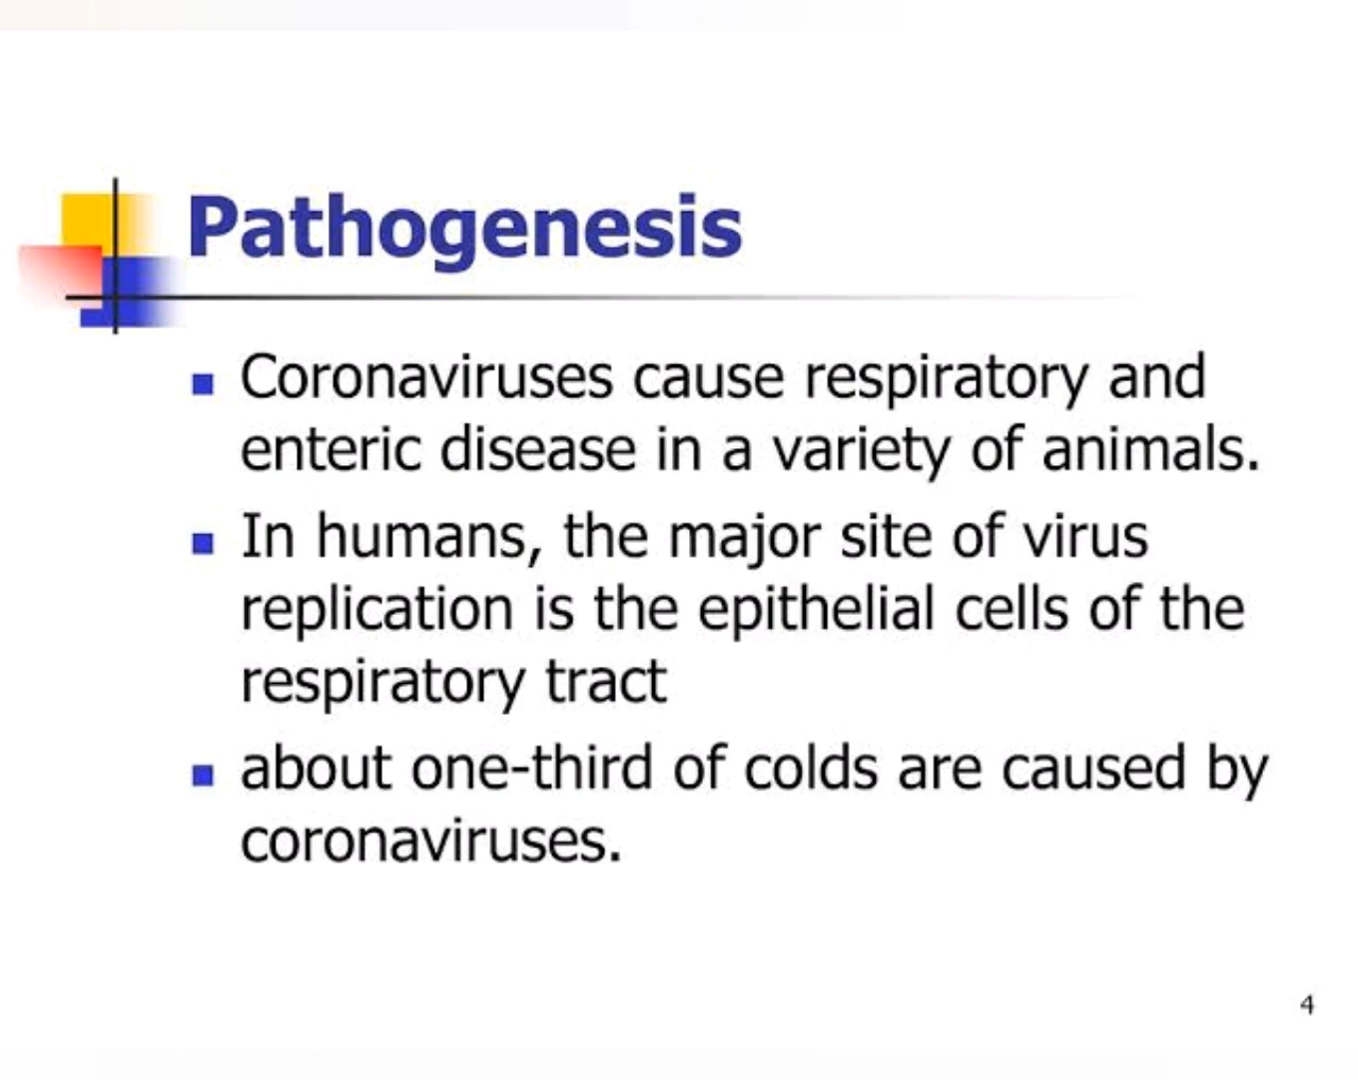 Pathogenesis
Coronaviruses cause respiratory and
enteric disease in a variety of animals.
In humans, the major site of virus
replication is the epithelial cells of the
respiratory tract
about one-third of colds are caused by
coronaviruses.
4